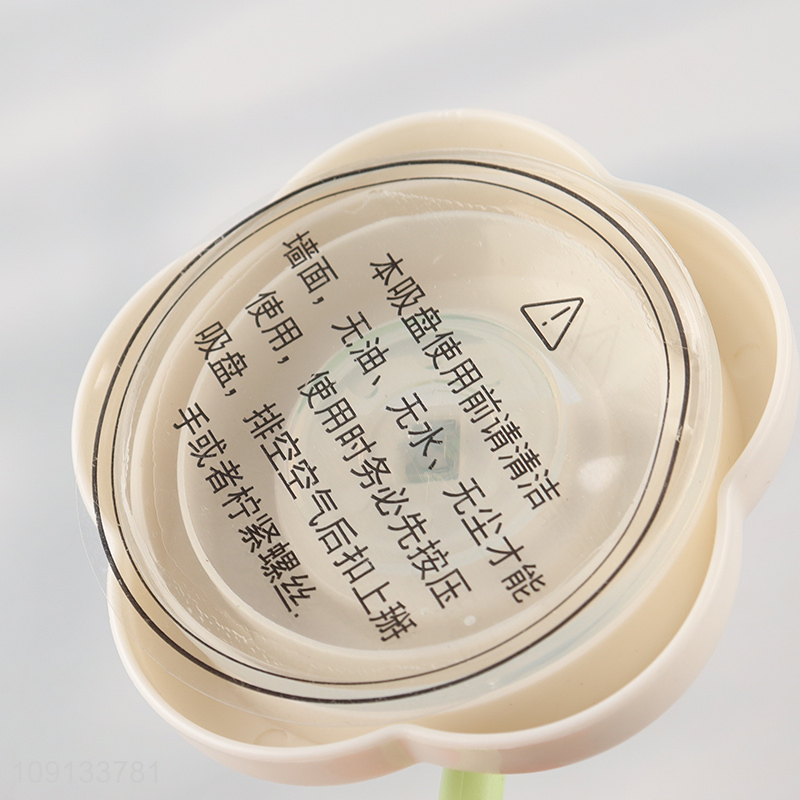 本吸盘使用前请清洁
墙面，无油、无水、无尘才能
使用，使用时务必先按压
吸盘，排空空气后扣上掰
手或者柠紧螺丝.
109133781